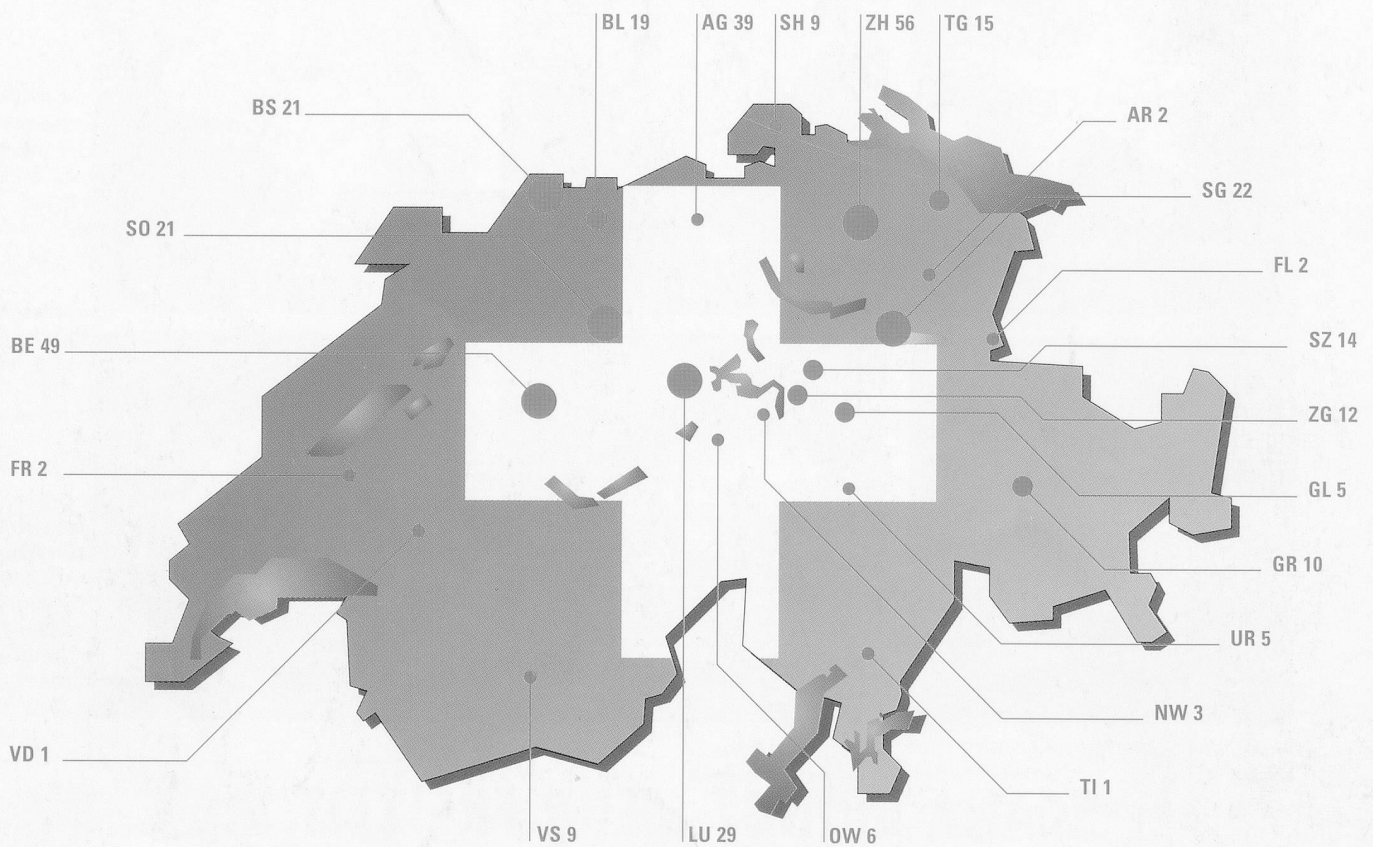 BL 19
AG 39
SH 9
ZH 56
TG 15
BS 21
AR 2
SG 22
SO 21
FL 2
BE 49
SZ 14
ZG 12
FR 2
GL 5
GR 10
UR 5
NW 3
VD 1
TI 1
VS 9
LU 29
OW 6